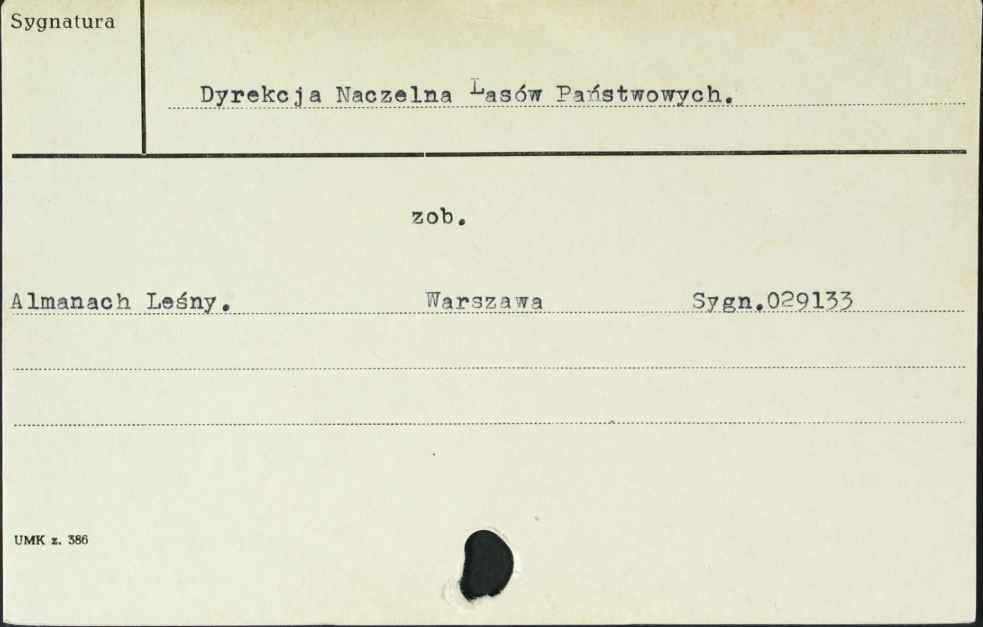 Sygnatura
Dyrekcja Naczelna Lasów Państwowych.
zob.
Almanach Leśny. Warszawa Sygn.029133
UMK z. 386